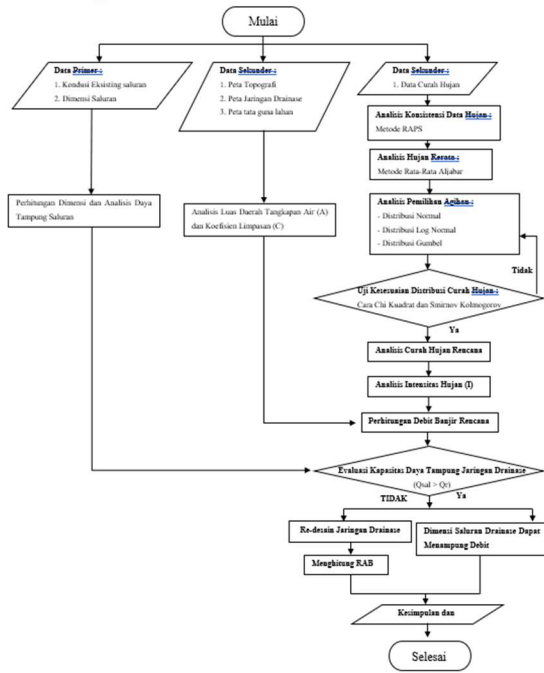 Mulai
Data Primer :
1. Kondusi Eksisting saluran
2. Dimensi Saluran
Data Sekunder :
1. Peta Topografi
2. Peta Jaringan Drainase
3. Peta tata guna lahan
Data Sekunder :
1. Data Curah Hujan
Analisis Konsistensi Data Hujan :
Metode RAPS
Analisis Hujan Rerata :
Metode Rata-Rata Aljabar
Analisis Pemilihan Agihan :
- Distribusi Normal
- Distribusi Log Normal
- Distribusi Gumbel
Perhitungan Dimensi dan Analisis Daya
Tampung Saluran
Analisis Luas Daerah Tangkapan Air (A)
dan Koefisien Limpasan (C)
Tidak
Uji Kesesuaian Distribusi Curah Hujan :
Cara Chi Kuadrat dan Smirnov Kolmogorov
Ya
Analisis Curah Hujan Rencana
Analisis Intensitas Hujan (I)
Perhitungan Debit Banjir Rencana
Evaluasi Kapasitas Daya Tampung Jaringan Drainase
(Qsal > Qr)
TIDAK
Ya
Re-desain Jaringan Drainase
Dimensi Saluran Drainase Dapat
Menampung Debit
Menghitung RAB
Kesimpulan dan
Selesai